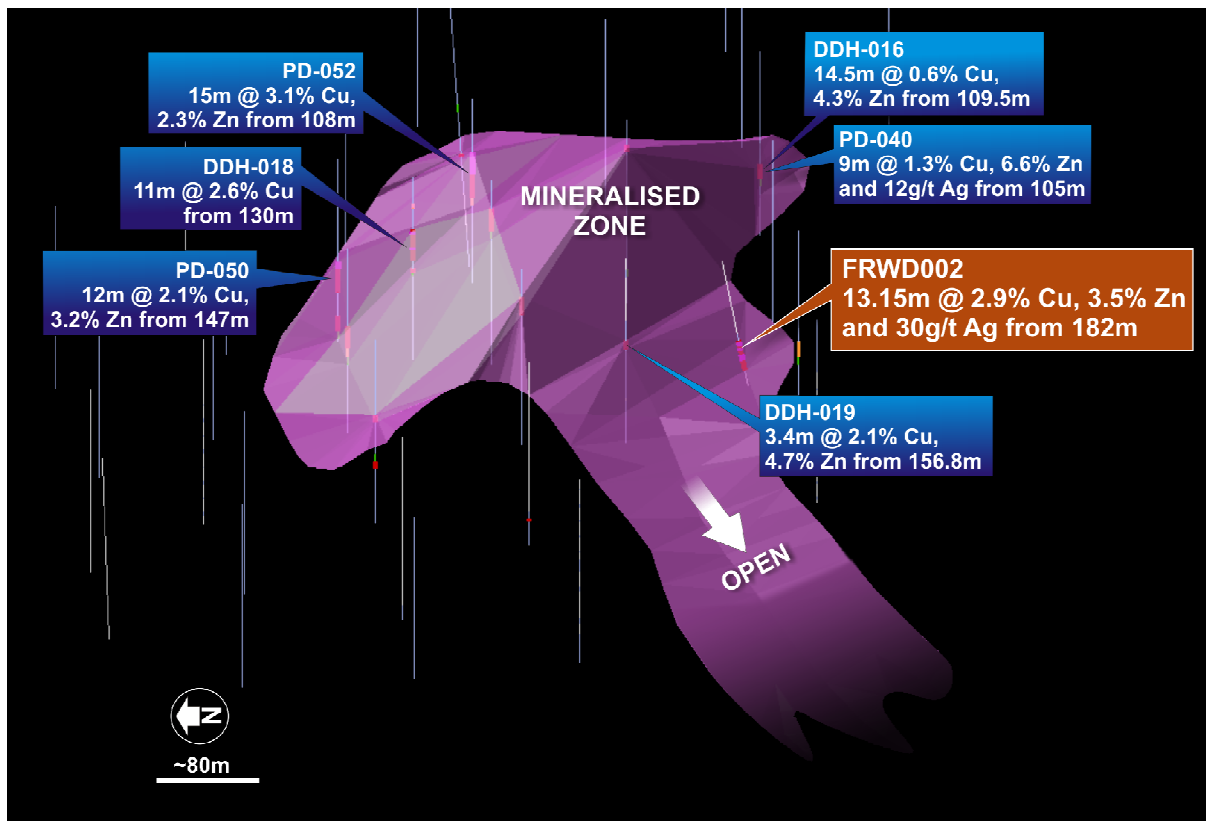 PD-052
15m @ 3.1% Cu,
2.3% Zn from 108m
DDH-018
11m @ 2.6% Cu
from 130m
PD-050
12m @ 2.1% Cu,
3.2% Zn from 147m
MINERALISED
ZONE
DDH-016
14.5m @ 0.6% Cu,
4.3% Zn from 109.5m
PD-040
9m @ 1.3% Cu, 6.6% Zn
and 12g/t Ag from 105m
FRWD002
13.15m @ 2.9% Cu, 3.5% Zn
and 30g/t Ag from 182m
DDH-019
3.4m @ 2.1% Cu,
4.7% Zn from 156.8m
OPEN
N
~80m